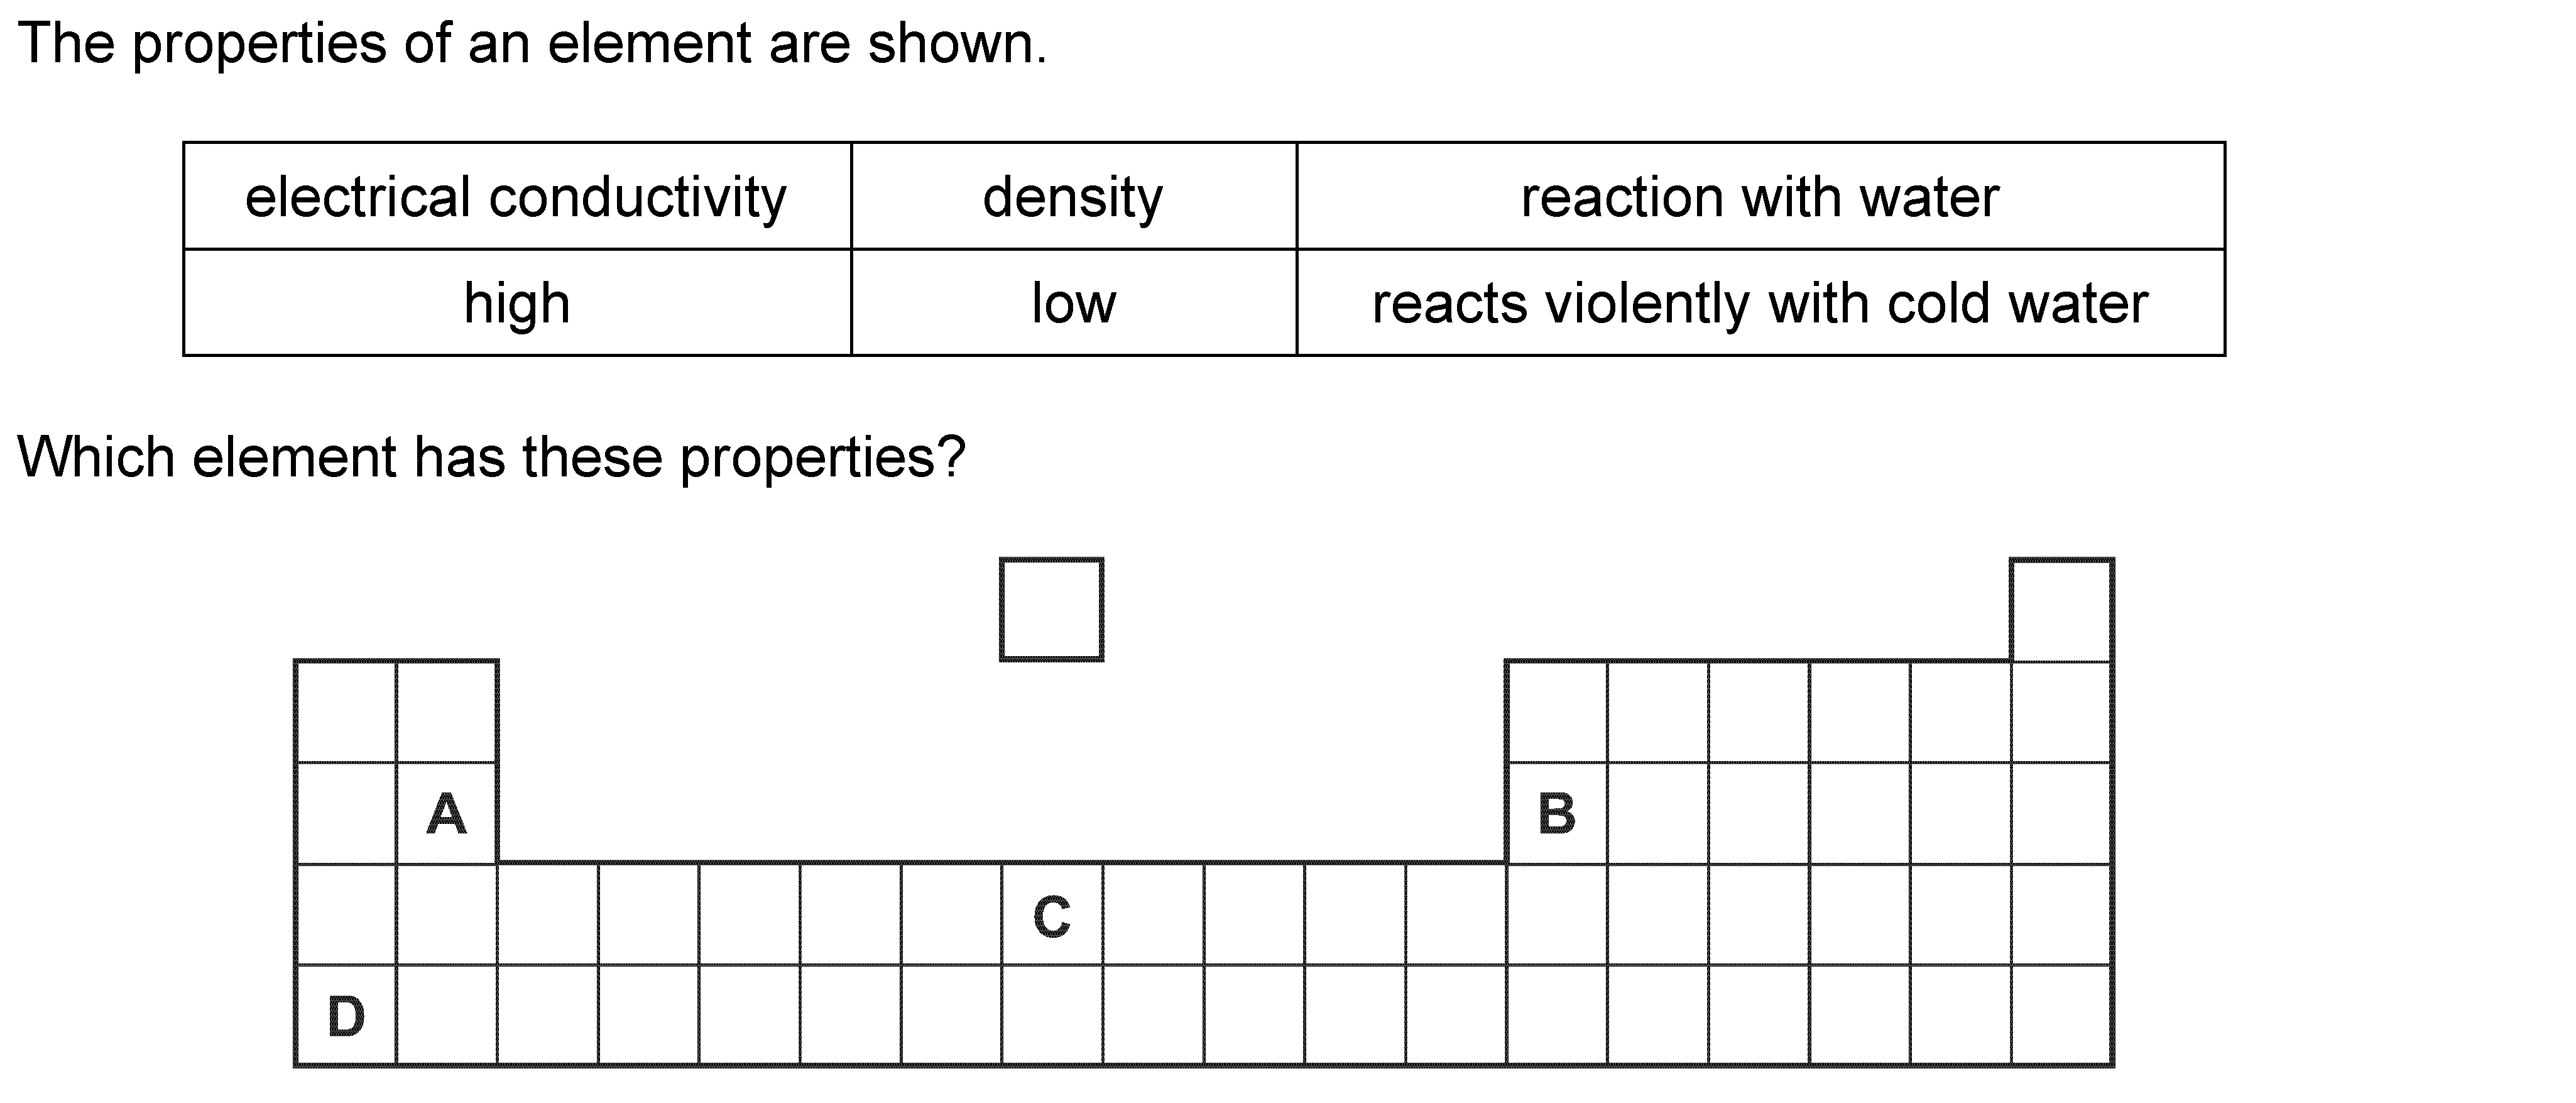 The properties of an element are shown.
electrical conductivity density reaction with water
high low reacts violently with cold water
Which element has these properties?
A B
C
D